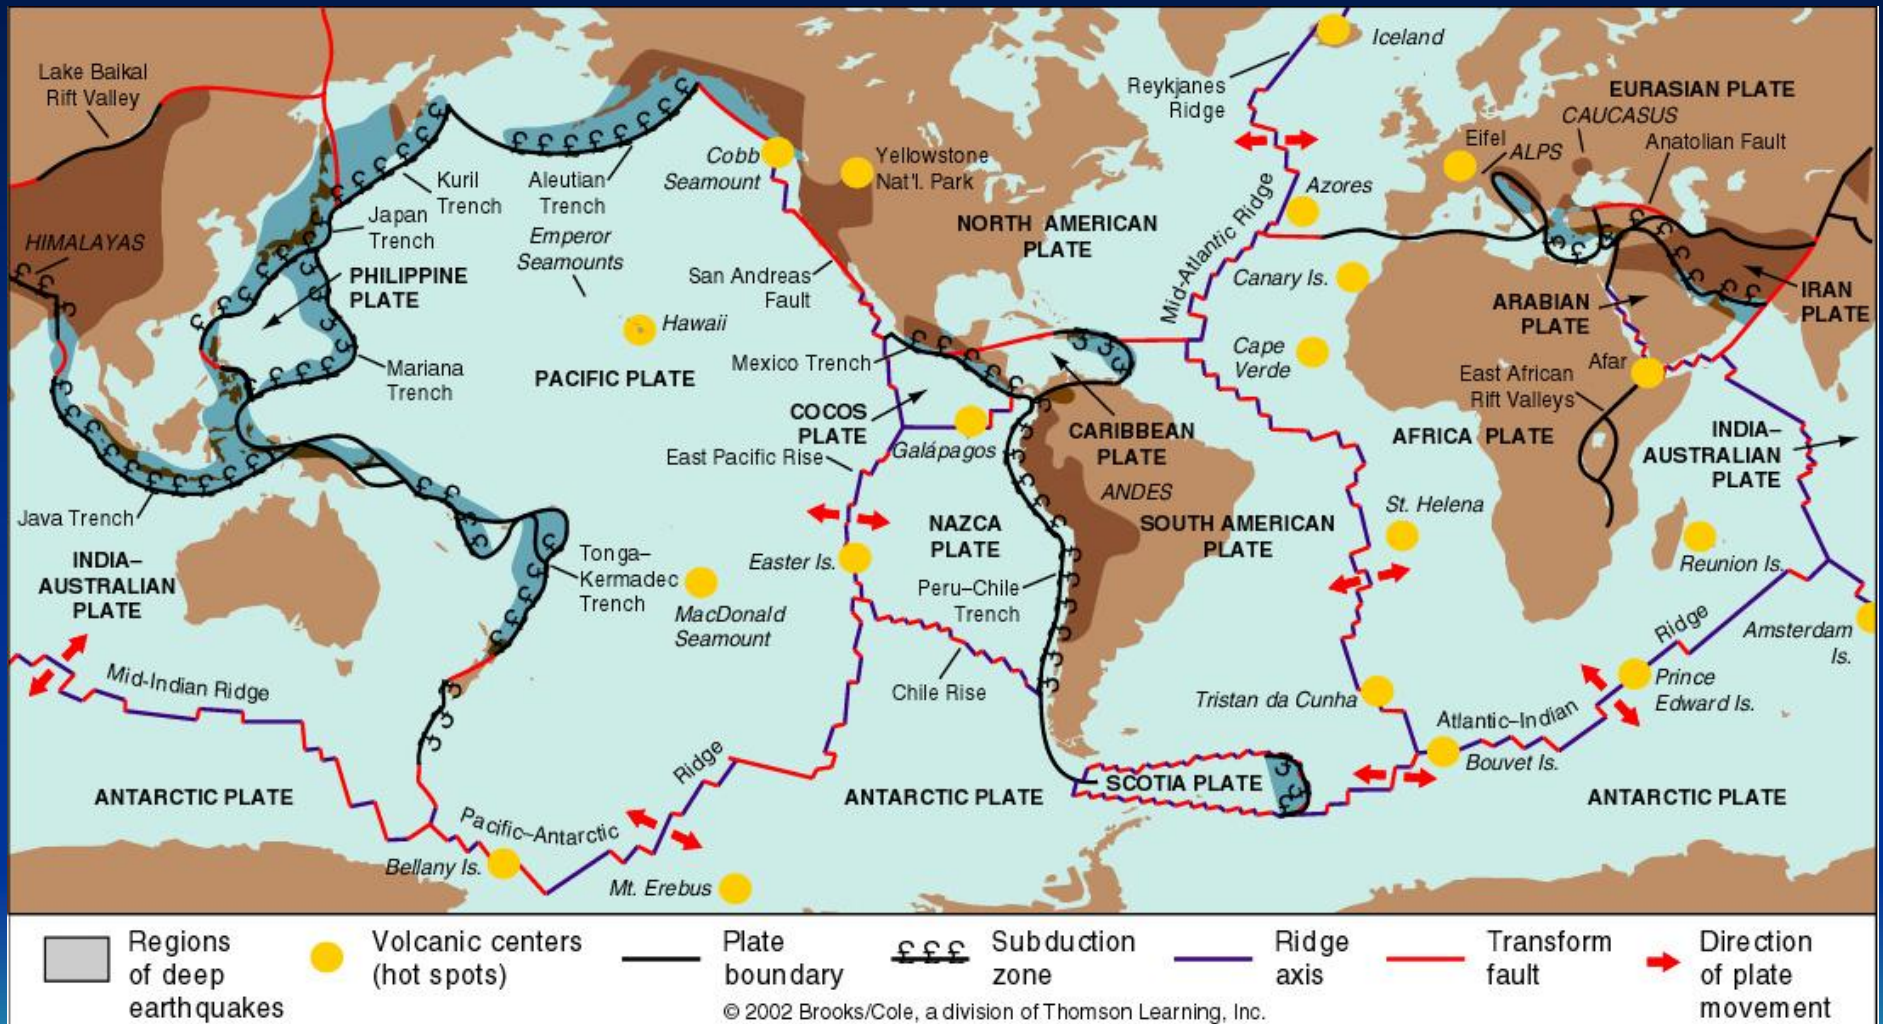 Lake Baikal
Rift Valley
HIMALAYAS
Kuril
Trench
Japan
Trench
Aleutian
Trench
Emperor
Seamounts
PHILIPPINE
PLATE
Mariana
Trench
Hawaii
PACIFIC PLATE
Java Trench
INDIA–
AUSTRALIAN
PLATE
Tonga–
Kermadec
Trench
MacDonald
Seamount
Mid-Indian Ridge
ANTARCTIC PLATE
Pacific–Antarctic
Ridge
Bellany Is.
Mt. Erebus
Cobb
Seamount
Yellowstone
Nat'l. Park
San Andreas
Fault
NORTH AMERICAN
PLATE
Mexico Trench
COCOS
PLATE
Galápagos
East Pacific Rise
CARIBBEAN
PLATE
ANDES
NAZCA
PLATE
SOUTH AMERICAN
PLATE
Easter Is.
Peru–Chile
Trench
Chile Rise
ANTARCTIC PLATE
SCOTIA PLATE
Iceland
Reykjanes
Ridge
EURASIAN PLATE
CAUCASUS
Eifel
ALPS
Anatolian Fault
Azores
Mid-Atlantic Ridge
Canary Is.
Cape
Verde
ARABIAN
PLATE
IRAN
PLATE
Afar
East African
Rift Valleys
AFRICA PLATE
INDIA–
AUSTRALIAN
PLATE
St. Helena
Reunion Is.
Amsterdam
Is.
Tristan da Cunha
Atlantic–Indian
Ridge
Prince
Edward Is.
Bouvet Is.
ANTARCTIC PLATE
Regions
of deep
earthquakes
Volcanic centers
(hot spots)
Plate
boundary
Subduction
zone
Ridge
axis
Transform
fault
Direction
of plate
movement
© 2002 Brooks/Cole, a division of Thomson Learning, Inc.